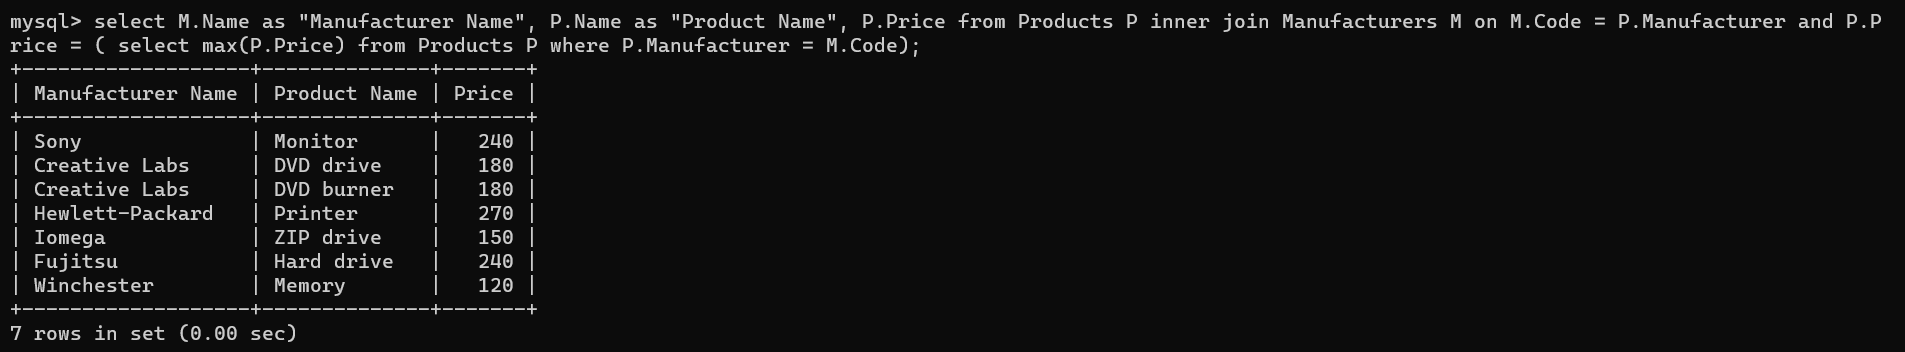 mysql> select M.Name as "Manufacturer Name", P.Name as "Product Name", P.Price from Products P inner join Manufacturers M on M.Code = P.Manufacturer and P.P
rice = ( select max(P.Price) from Products P where P.Manufacturer = M.Code);
+-------------------+--------------+-------+
| Manufacturer Name | Product Name | Price |
+-------------------+--------------+-------+
| Sony              | Monitor      |   240 |
| Creative Labs     | DVD drive    |   180 |
| Creative Labs     | DVD burner   |   180 |
| Hewlett-Packard   | Printer      |   270 |
| Iomega            | ZIP drive    |   150 |
| Fujitsu           | Hard drive   |   240 |
| Winchester        | Memory       |   120 |
+-------------------+--------------+-------+
7 rows in set (0.00 sec)